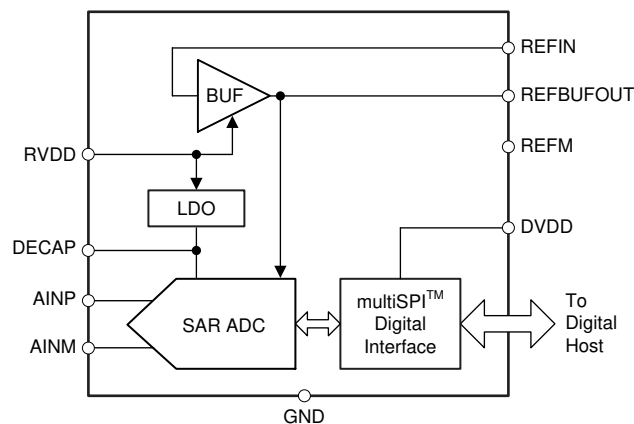 REFIN
BUF
REFBUFOUT
RVDD
REFM
LDO
DECAP
DVDD
AINP
SAR ADC
multiSPI™
Digital
Interface
To
Digital
Host
AINM
GND